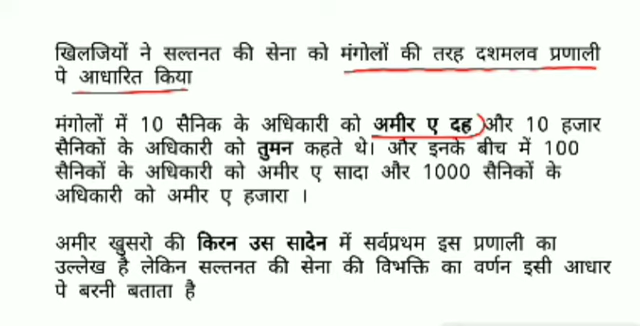 खिलजियों ने सल्तनत की सेना को मंगोलों की तरह दशमलव प्रणाली
पे आधारित किया
मंगोलों में 10 सैनिक के अधिकारी को अमीर ए दह और 10 हजार
सैनिकों के अधिकारी को तुमन कहते थे। और इनके बीच में 100
सैनिकों के अधिकारी को अमीर ए सादा और 1000 सैनिकों के
अधिकारी को अमीर ए हजारा ।
अमीर खुसरो की किरन उस सादेन में सर्वप्रथम इस प्रणाली का
उल्लेख है लेकिन सल्तनत की सेना की विभक्ति का वर्णन इसी आधार
पे बरनी बताता है